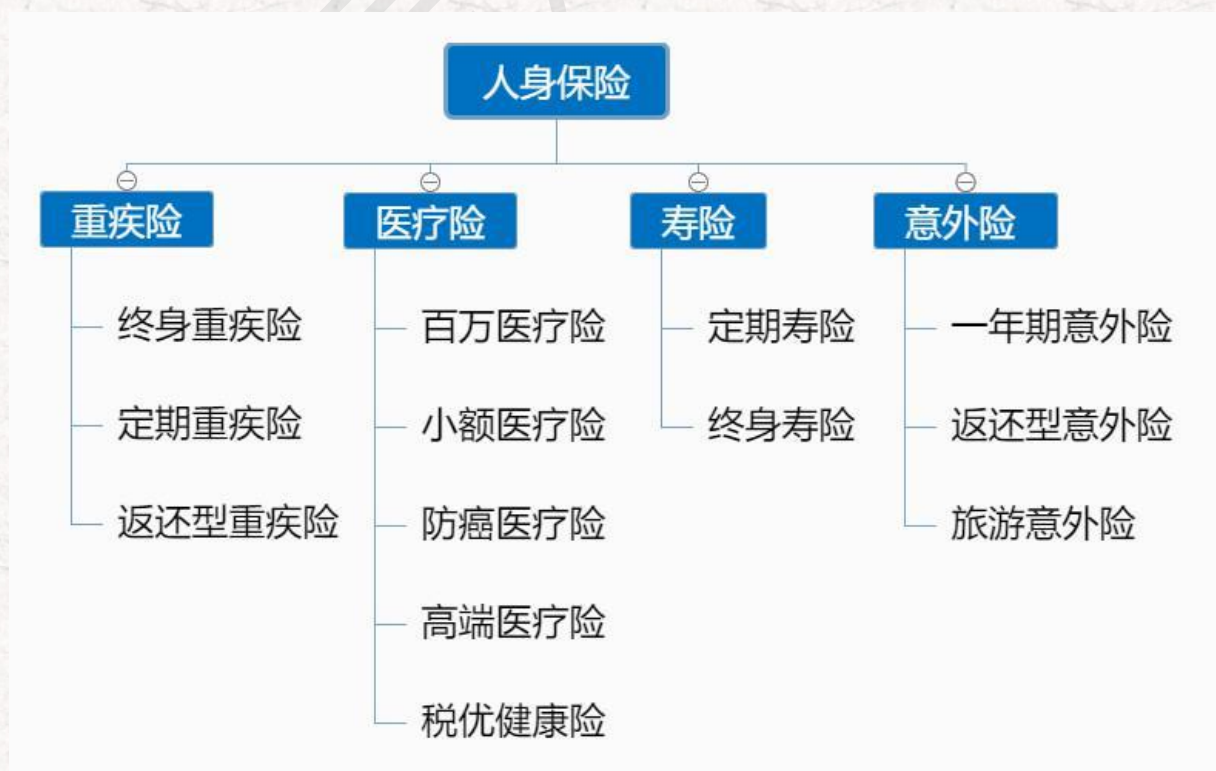 人身保险
重疾险
医疗险
寿险
意外险
终身重疾险
百万医疗险
定期寿险
一年期意外险
定期重疾险
小额医疗险
终身寿险
返还型意外险
返还型重疾险
防癌医疗险
旅游意外险
高端医疗险
税优健康险